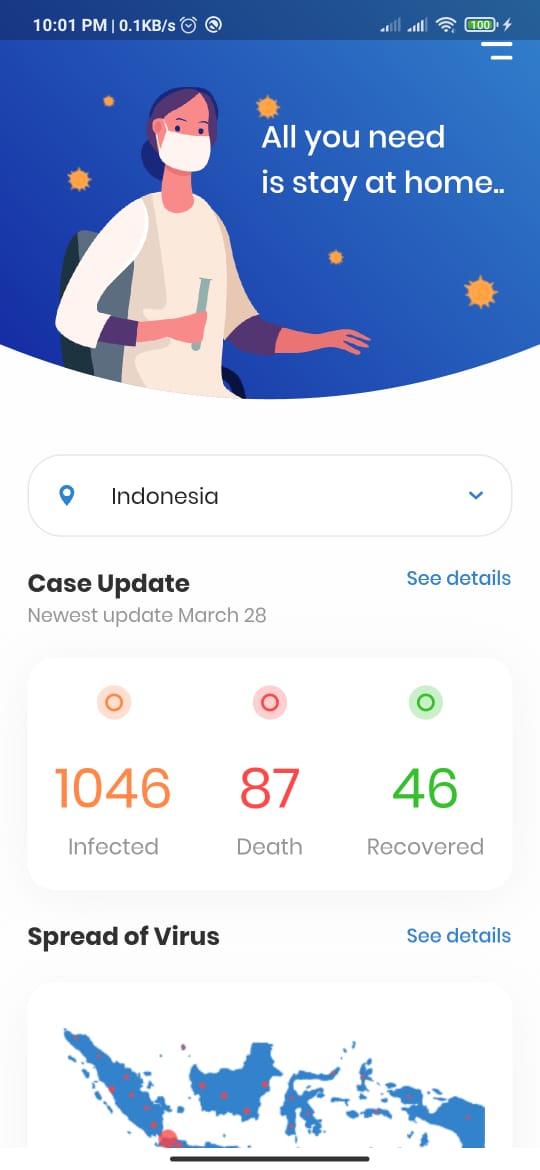 10:01 PM | 0.1KB/s
100
All you need
is stay at home..
Indonesia
Case Update
See details
Newest update March 28
1046
87
46
Infected
Death
Recovered
Spread of Virus
See details